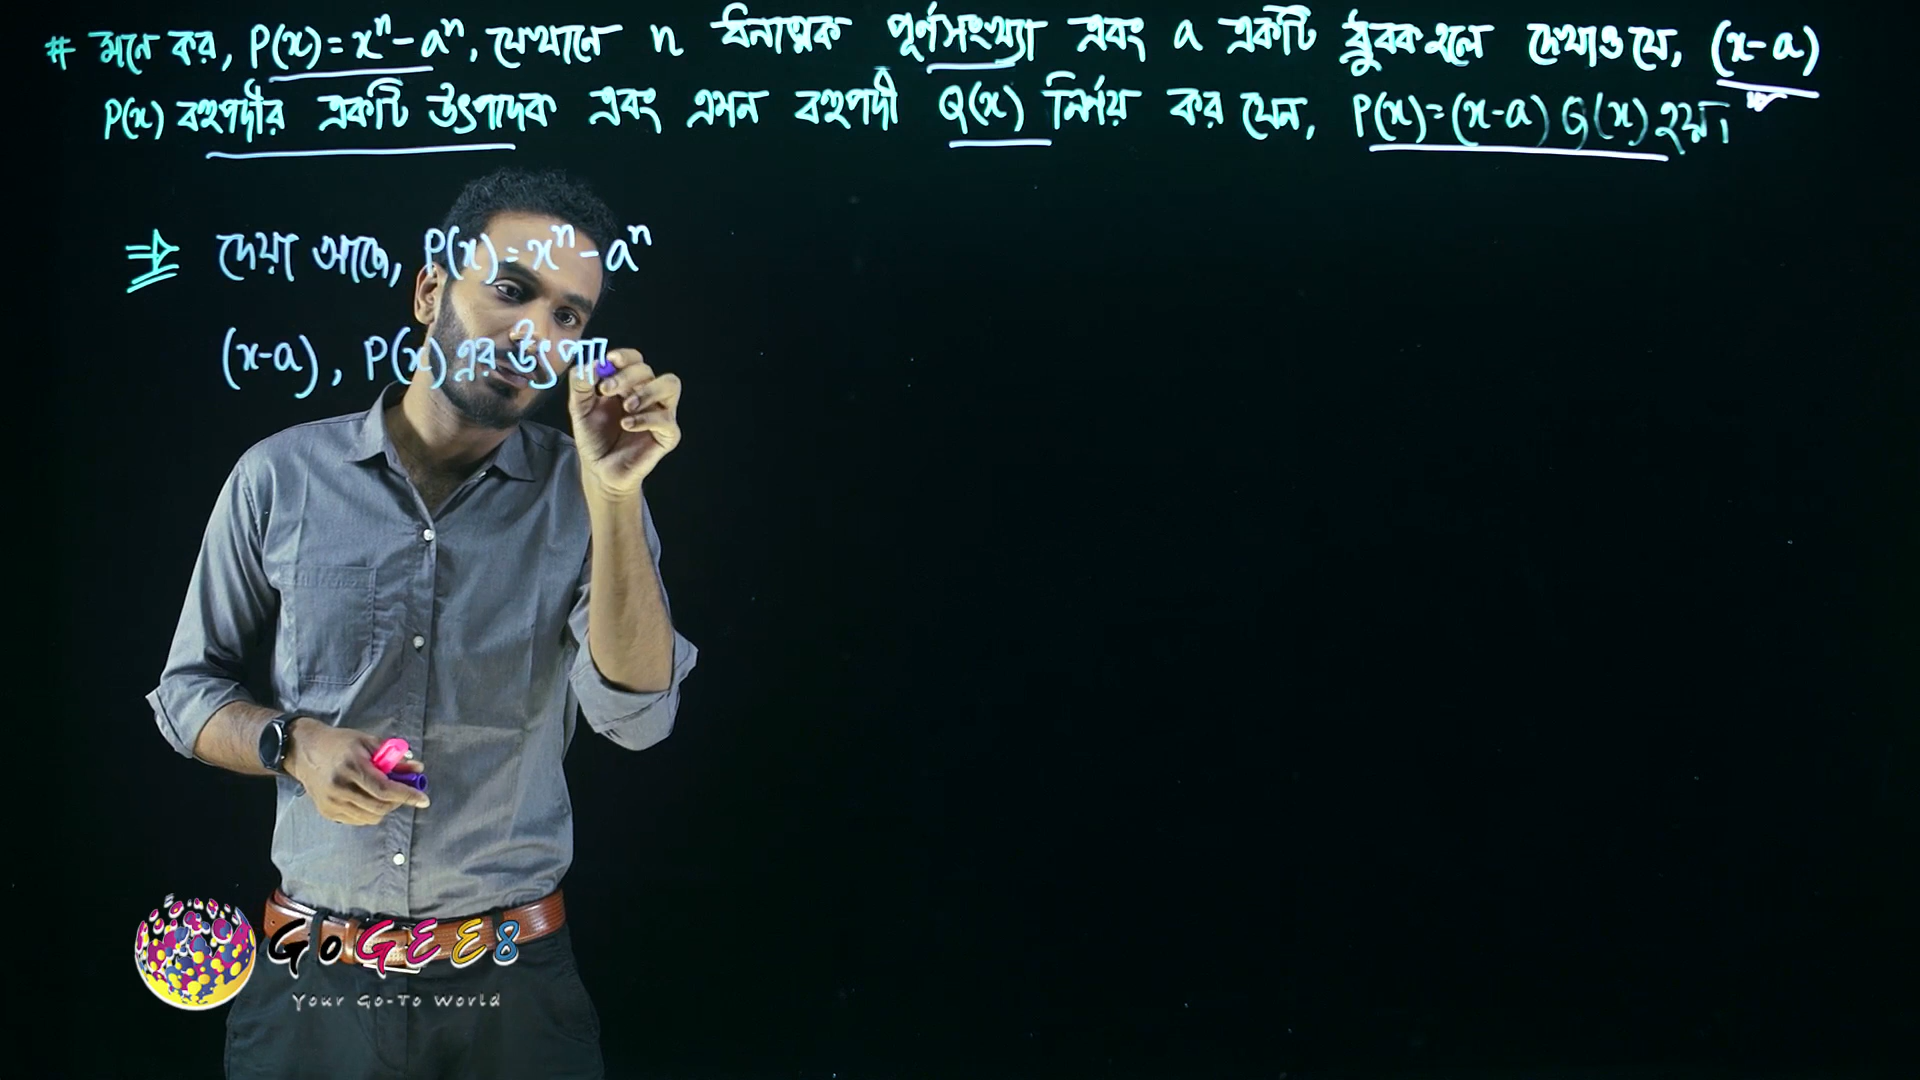 # মনে কর, P(x)=xⁿ-aⁿ, যেখানে n ধনাত্মক পূর্ণসংখ্যা এবং a একটি ধ্রুবক হলে দেখাও যে, (x-a)
P(x) বহুপদীর একটি উৎপাদক এবং এমন বহুপদী Q(x) নির্ণয় কর যেন, P(x)=(x-a) Q(x) হয়।
⇒ দেয়া আছে, P(x)=xⁿ-aⁿ
(x-a), P(x) এর উৎপা
GoGEE8
Your Go-To World